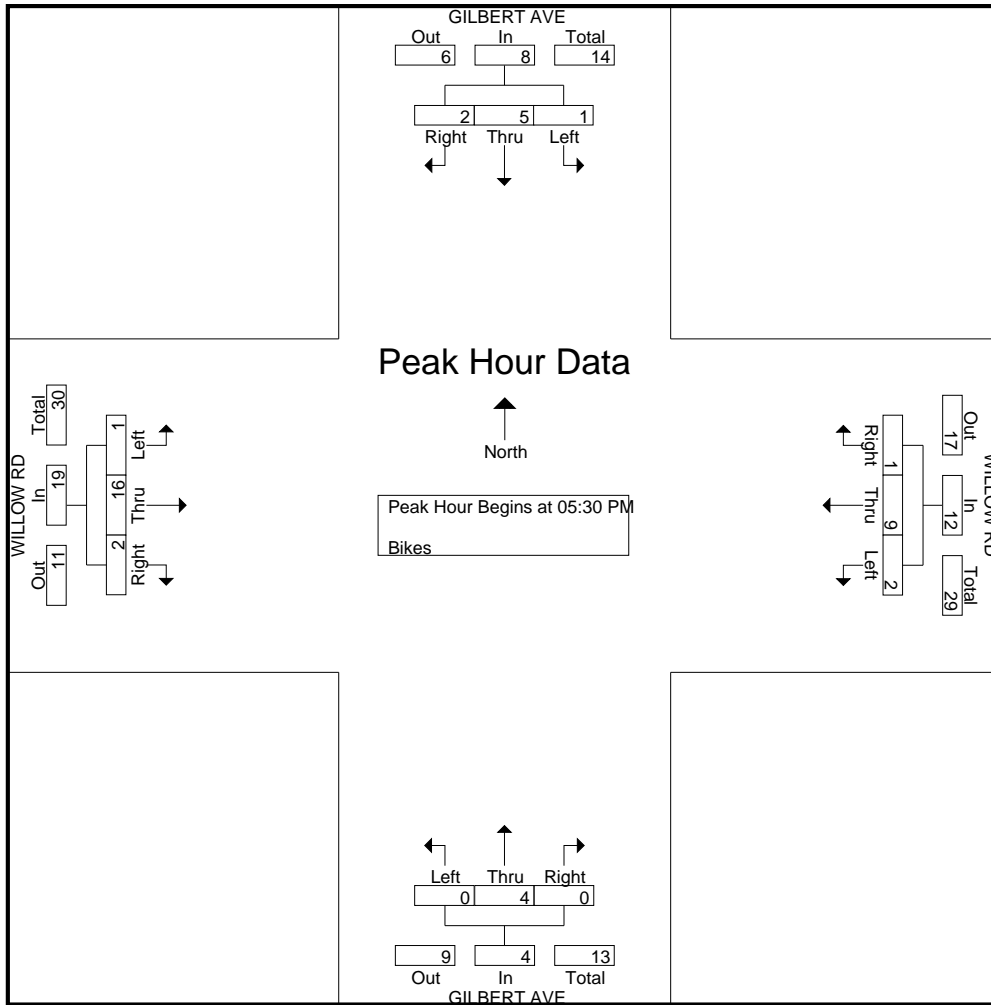 GILBERT AVE
Out In Total
6 8 14
2 5 1
Right Thru Left
Peak Hour Data
North
Peak Hour Begins at 05:30 PM
Bikes
WILLOW RD
Total In Out
30 19 11
1 16 2
Left Thru Right
WILLOW RD
Out In Total
17 12 29
1 9 2
Right Thru Left
Left Thru Right
0 4 0
9 4 13
Out In Total
GILBERT AVE